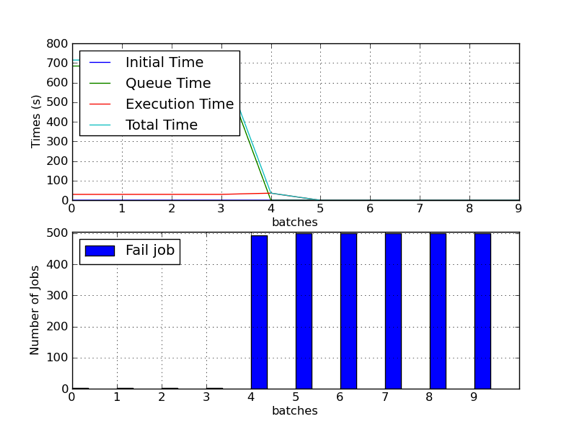 800
700
600
500
400
300
200
100
0
Times (s)
Initial Time
Queue Time
Execution Time
Total Time
0 1 2 3 4 5 6 7 8 9
batches
500
400
300
200
100
0
Number of Jobs
Fail job
0 1 2 3 4 5 6 7 8 9
batches